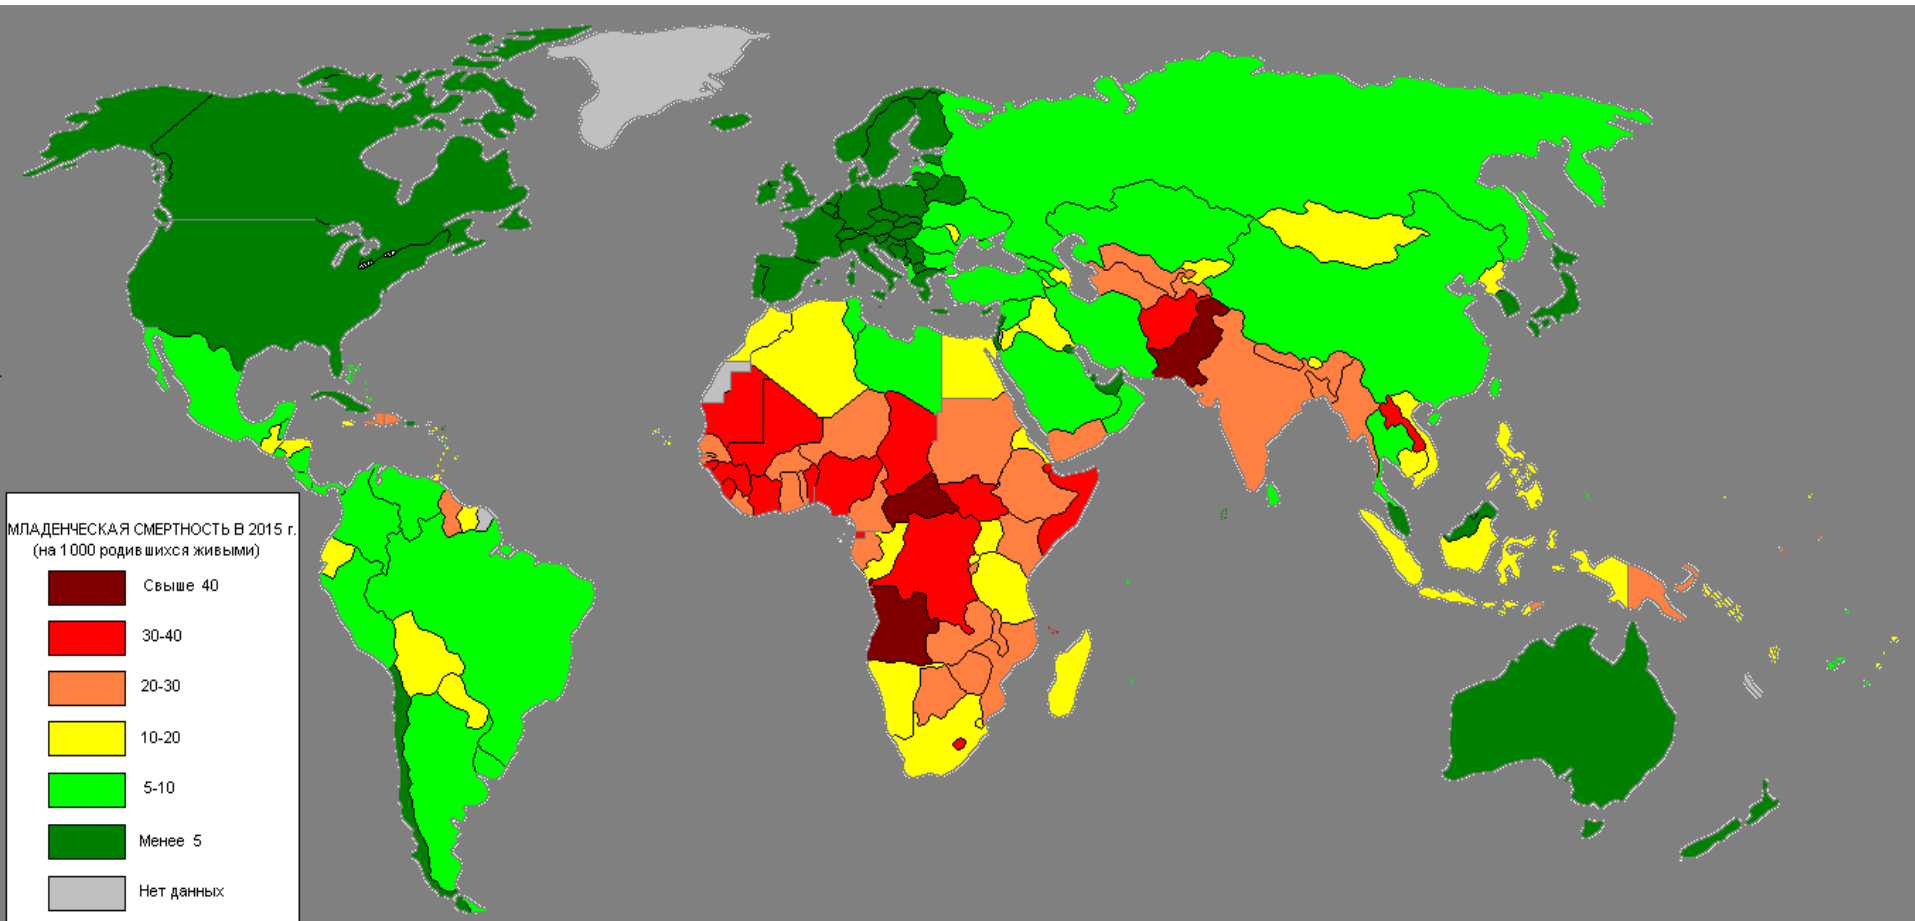 МЛАДЕНЧЕСКАЯ СМЕРТНОСТЬ В 2015 г.
(на 1000 родившихся живыми)
Свыше 40
30-40
20-30
10-20
5-10
Менее 5
Нет данных